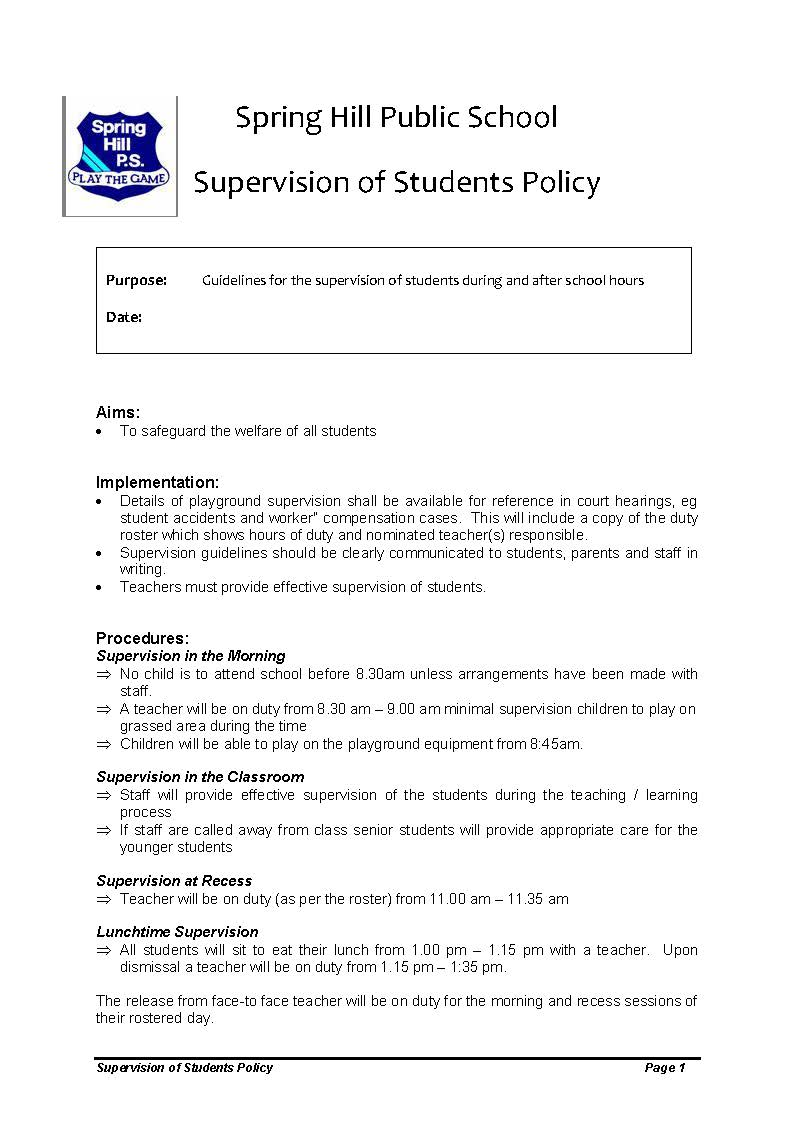 Spring
Hill
P.S.
PLAY THE GAME
Spring Hill Public School
Supervision of Students Policy
Purpose: Guidelines for the supervision of students during and after school hours
Date:
Aims:
• To safeguard the welfare of all students
Implementation:
• Details of playground supervision shall be available for reference in court hearings, eg
student accidents and worker" compensation cases. This will include a copy of the duty
roster which shows hours of duty and nominated teacher(s) responsible.
• Supervision guidelines should be clearly communicated to students, parents and staff in
writing.
• Teachers must provide effective supervision of students.
Procedures:
Supervision in the Morning
⇒ No child is to attend school before 8.30am unless arrangements have been made with
staff.
⇒ A teacher will be on duty from 8.30 am – 9.00 am minimal supervision children to play on
grassed area during the time
⇒ Children will be able to play on the playground equipment from 8:45am.
Supervision in the Classroom
⇒ Staff will provide effective supervision of the students during the teaching / learning
process
⇒ If staff are called away from class senior students will provide appropriate care for the
younger students
Supervision at Recess
⇒ Teacher will be on duty (as per the roster) from 11.00 am – 11.35 am
Lunchtime Supervision
⇒ All students will sit to eat their lunch from 1.00 pm – 1.15 pm with a teacher. Upon
dismissal a teacher will be on duty from 1.15 pm – 1:35 pm.
The release from face-to face teacher will be on duty for the morning and recess sessions of
their rostered day.
Supervision of Students Policy Page 1